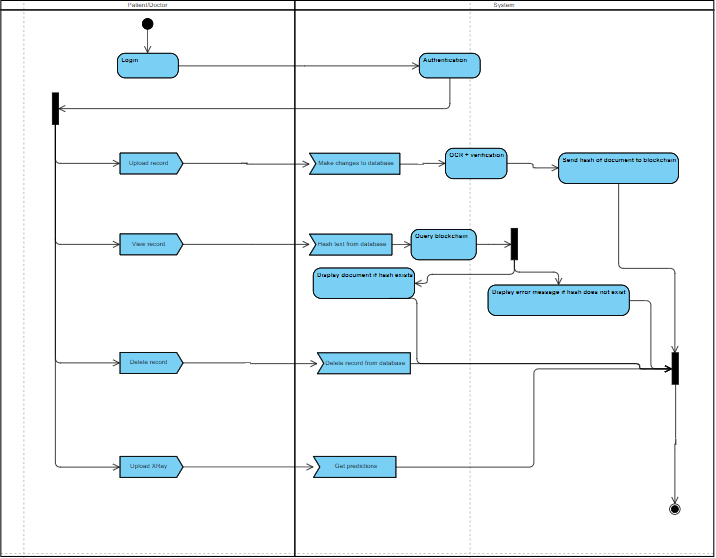 Patient/Doctor
System
Login
Authentication
Upload record
Make changes to database
OCR + verification
Send hash of document to blockchain
View record
Hash text from database
Query blockchain
Display document if hash exists
Display error message if hash does not exist
Delete record
Delete record from database
Upload XRay
Get predictions